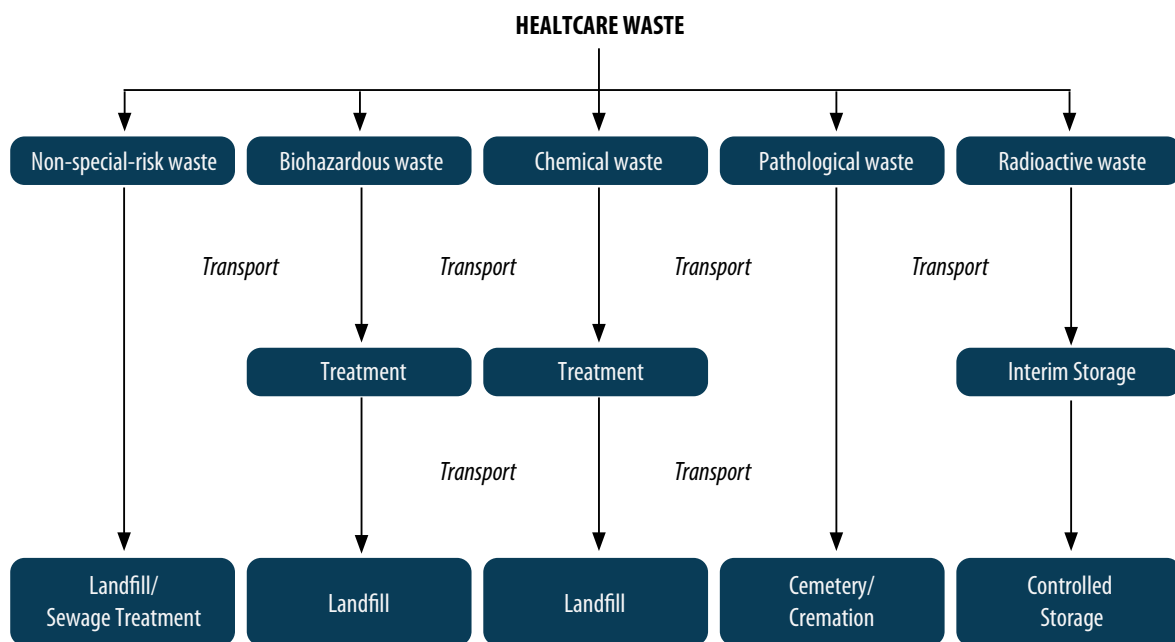 HEALTCARE WASTE
Non-special-risk waste
Biohazardous waste
Chemical waste
Pathological waste
Radioactive waste
Transport
Transport
Transport
Transport
Treatment
Treatment
Interim Storage
Transport
Transport
Landfill/
Sewage Treatment
Landfill
Landfill
Cemetery/
Cremation
Controlled
Storage